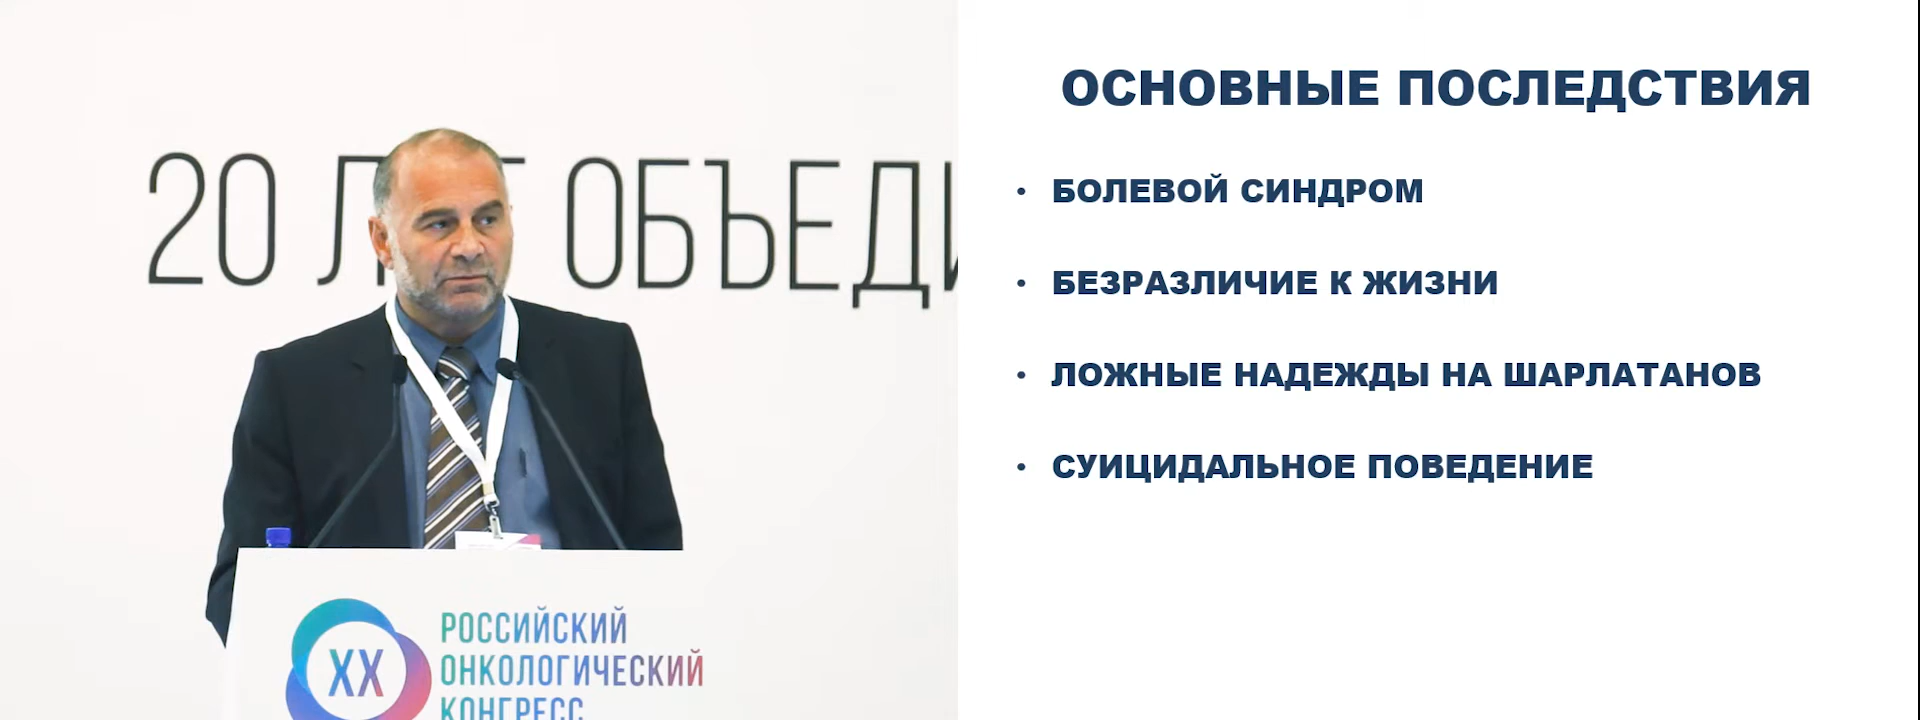 20 ОБЪЕДИ
XX
РОССИЙСКИЙ
ОНКОЛОГИЧЕСКИЙ
КОНГРЕСС
ОСНОВНЫЕ ПОСЛЕДСТВИЯ
• БОЛЕВОЙ СИНДРОМ
• БЕЗРАЗЛИЧИЕ К ЖИЗНИ
• ЛОЖНЫЕ НАДЕЖДЫ НА ШАРЛАТАНОВ
• СУИЦИДАЛЬНОЕ ПОВЕДЕНИЕ